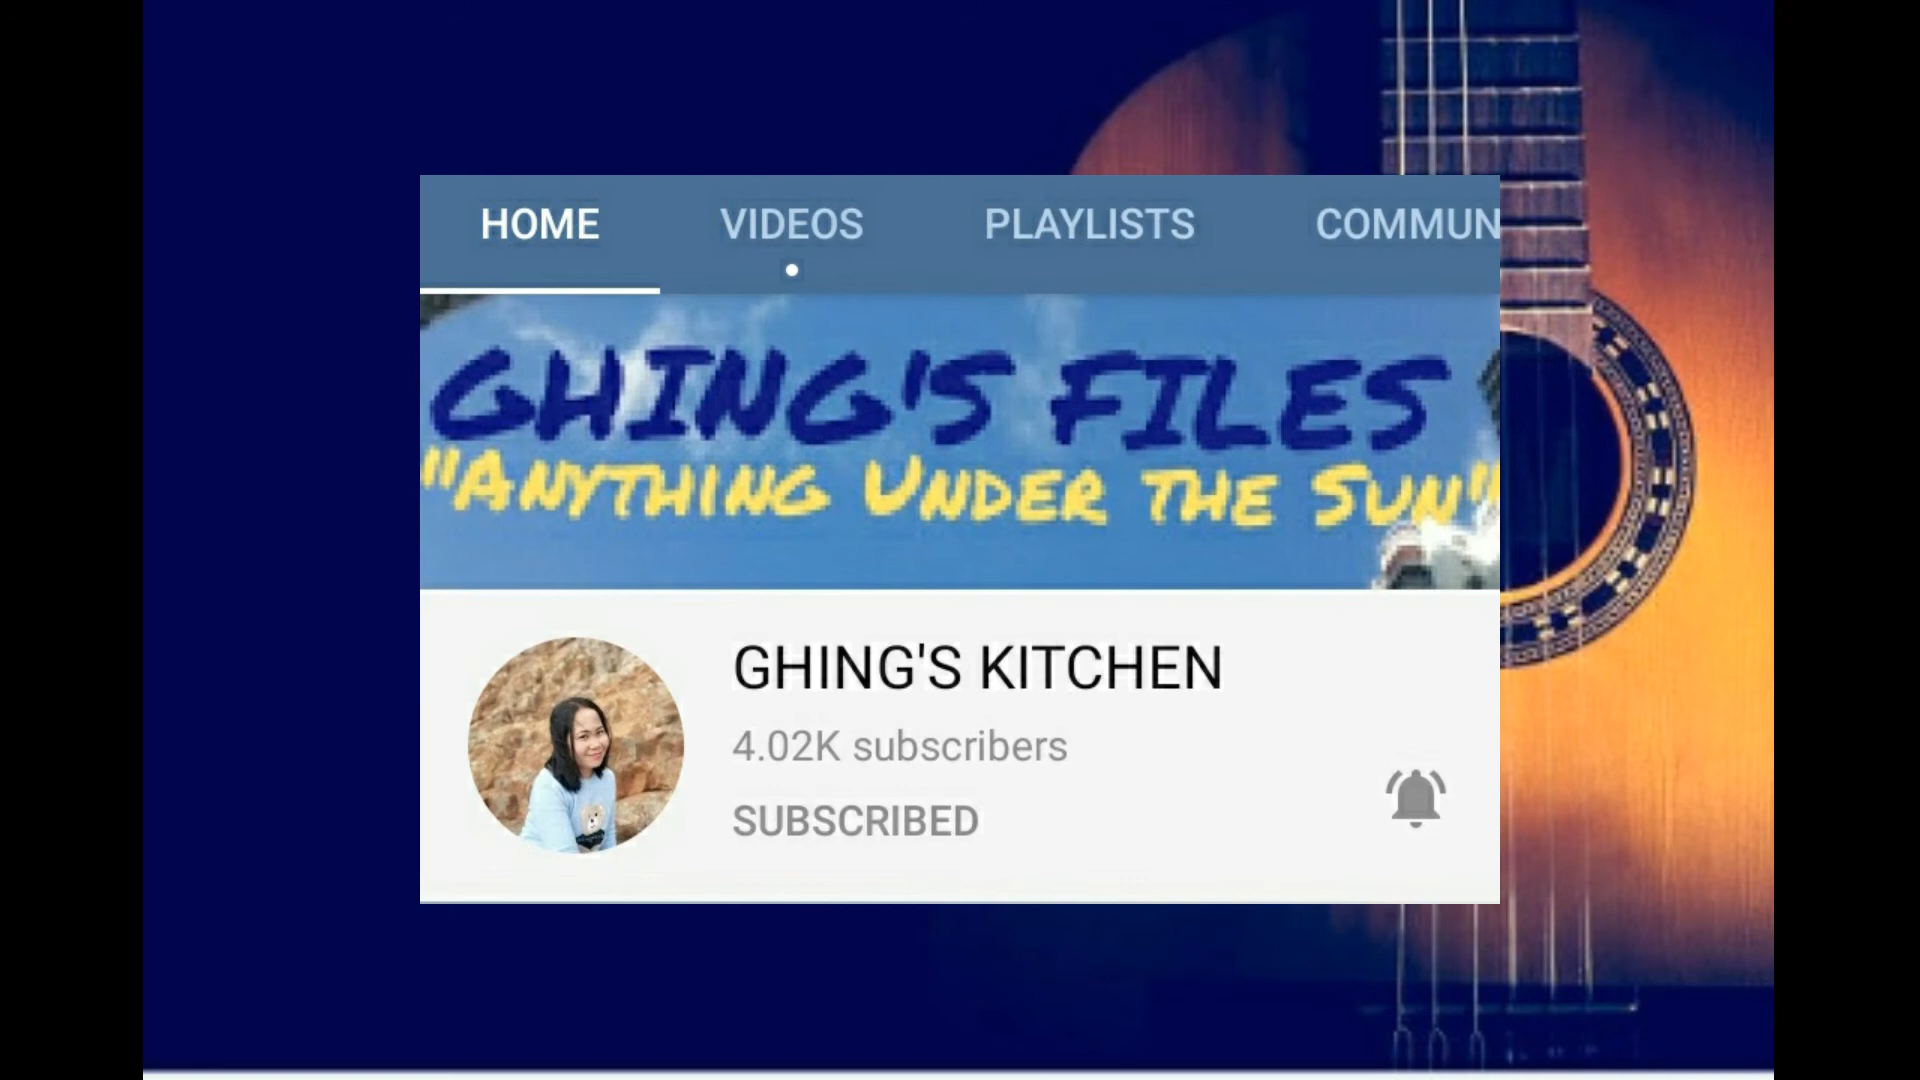 HOME VIDEOS PLAYLISTS COMMUN
GHING'S FILES
"ANYTHING UNDER THE SUN"
GHING'S KITCHEN
4.02K subscribers
SUBSCRIBED